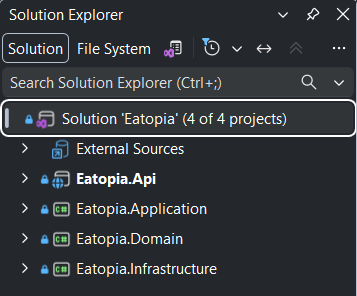 Solution Explorer
Solution File System
Search Solution Explorer (Ctrl+;)
Solution 'Eatopia' (4 of 4 projects)
External Sources
Eatopia.Api
C# Eatopia.Application
C# Eatopia.Domain
C# Eatopia.Infrastructure